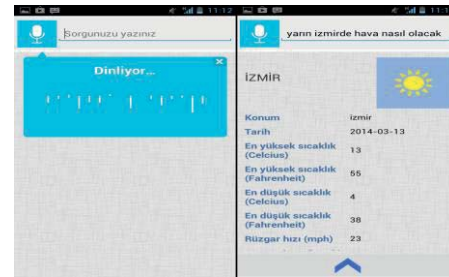 11:12
Sorgunuzu yazınız
Dinliyor...
yarın izmirde hava nasıl olacak
İZMİR
Konum izmir
Tarih 2014-03-13
En yüksek sıcaklık (Celcius) 13
En yüksek sıcaklık (Fahrenheit) 55
En düşük sıcaklık (Celcius) 4
En düşük sıcaklık (Fahrenheit) 38
Rüzgar hızı (mph) 23